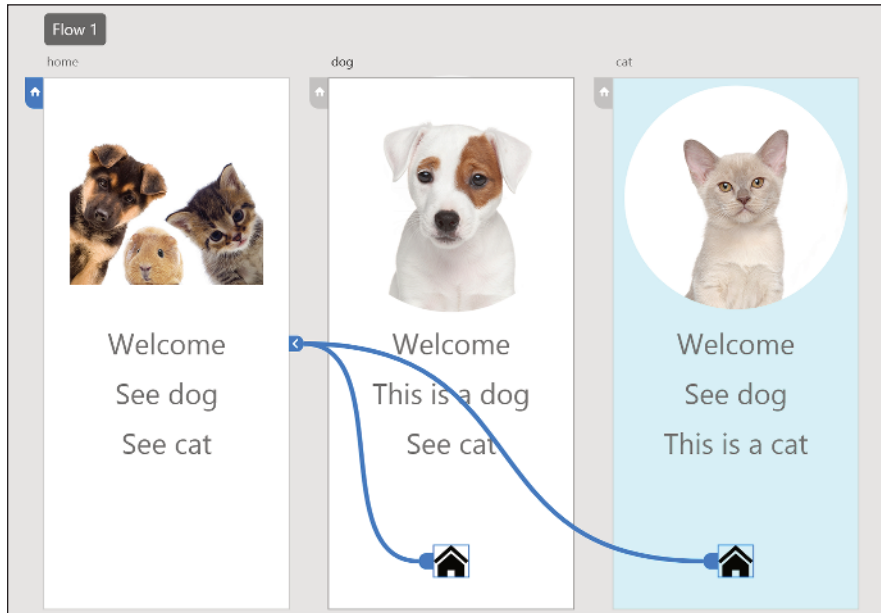 Flow 1
home
dog
cat
Welcome
See dog
See cat
Welcome
This is a dog
See cat
Welcome
See dog
This is a cat